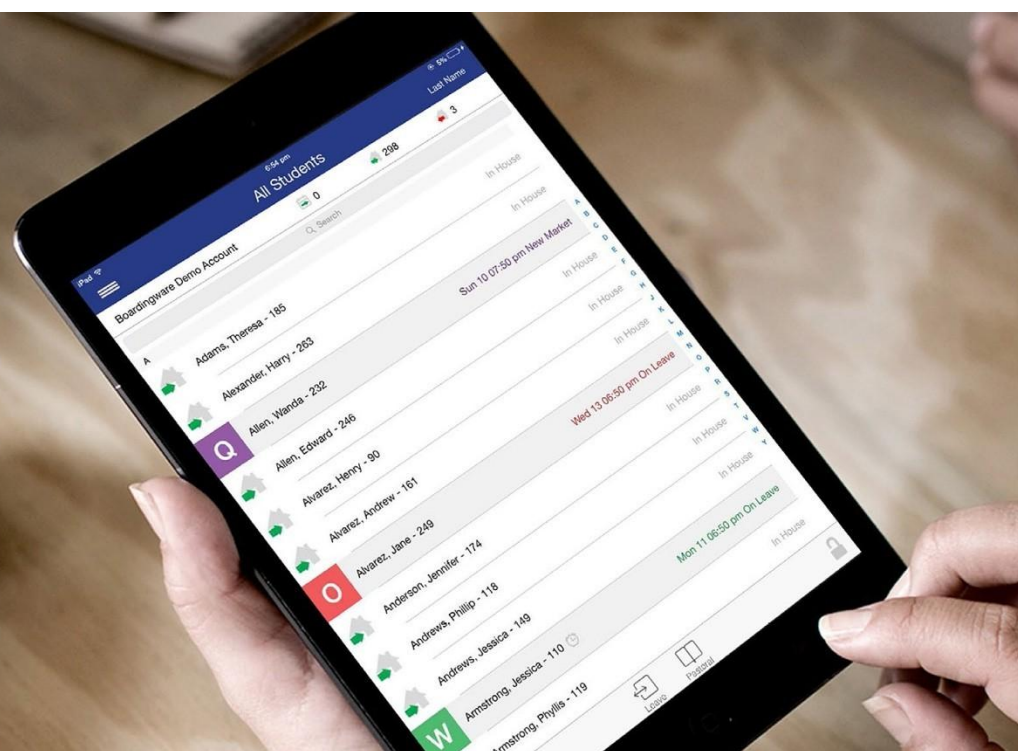 iPad 6:54 pm 5%
All Students Last Name
Boardingware Demo Account 0 298 3
Search
A
Adams, Theresa - 185 In House
Alexander, Harry - 263 In House
Q Allen, Wanda - 232 Sun 10 07:50 pm New Market
Allen, Edward - 246 In House
Alvarez, Henry - 90 In House
Alvarez, Andrew - 161 In House
O Alvarez, Jane - 249 Wed 13 06:50 pm On Leave
Anderson, Jennifer - 174 In House
Andrews, Phillip - 118 In House
Andrews, Jessica - 149 In House
W Armstrong, Jessica - 110 Mon 11 06:50 pm On Leave
Armstrong, Phyllis - 119 In House
A
B
C
D
E
F
G
H
J
K
L
M
N
O
P
R
S
T
V
W
Y
Leave Pastoral